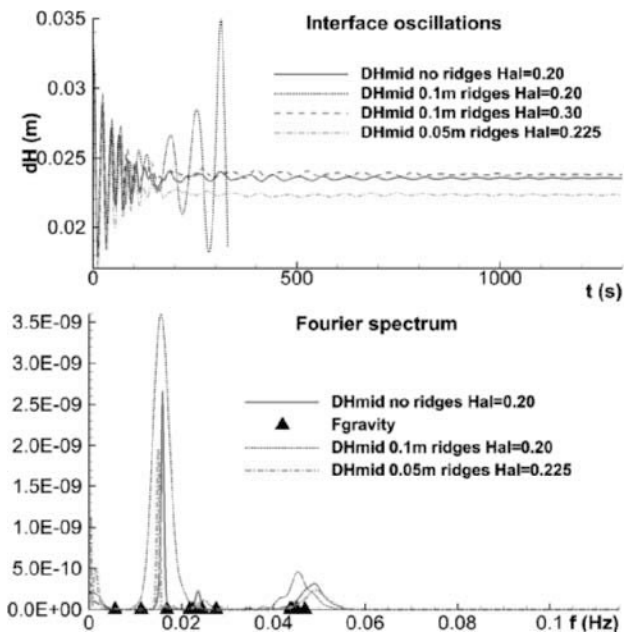 Interface oscillations
0.035
DHmid no ridges Hal=0.20
DHmid 0.1m ridges Hal=0.20
0.03
DHmid 0.1m ridges Hal=0.30
DHmid 0.05m ridges Hal=0.225
dH (m)
0.025
0.02
0
500
1000
t (s)
3.5E-09
Fourier spectrum
3.0E-09
DHmid no ridges Hal=0.20
2.5E-09
Fgravity
DHmid 0.1m ridges Hal=0.20
2.0E-09
DHmid 0.05m ridges Hal=0.225
1.5E-09
1.0E-09
5.0E-10
0.0E+00
0
0.02
0.04
0.06
0.08
0.1
f (Hz)